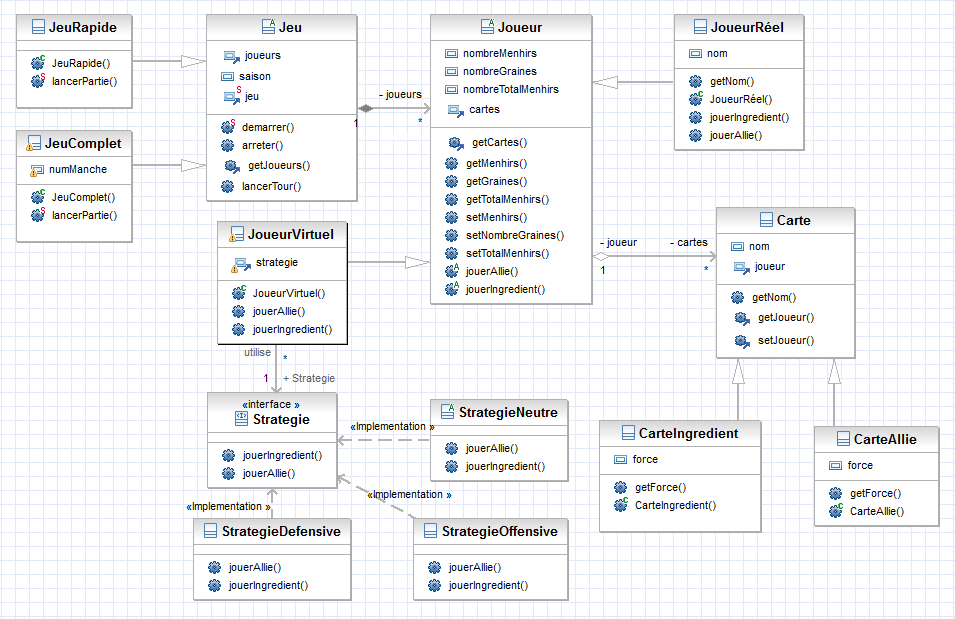 JeuRapide
JeuRapide()
lancerPartie()
JeuComplet
numManche
JeuComplet()
lancerPartie()
Jeu
joueurs
saison
jeu
demarrer()
arreter()
getJoueurs()
lancerTour()
- joueurs
1
*
Joueur
nombreMenhirs
nombreGraines
nombreTotalMenhirs
cartes
getCartes()
getMenhirs()
getGraines()
getTotalMenhirs()
setMenhirs()
setNombreGraines()
setTotalMenhirs()
jouerAllie()
jouerIngredient()
JoueurRéel
nom
getNom()
JoueurRéel()
jouerIngredient()
jouerAllie()
JoueurVirtuel
strategie
JoueurVirtuel()
jouerAllie()
jouerIngredient()
- joueur
- cartes
1
*
Carte
nom
joueur
getNom()
getJoueur()
setJoueur()
utilise
*
1
+ Strategie
«interface »
Strategie
jouerIngredient()
jouerAllie()
«Implementation »
StrategieNeutre
jouerAllie()
jouerIngredient()
«Implementation »
«Implementation »
StrategieDefensive
jouerAllie()
jouerIngredient()
StrategieOffensive
jouerAllie()
jouerIngredient()
CarteIngredient
force
getForce()
CarteIngredient()
CarteAllie
force
getForce()
CarteAllie()